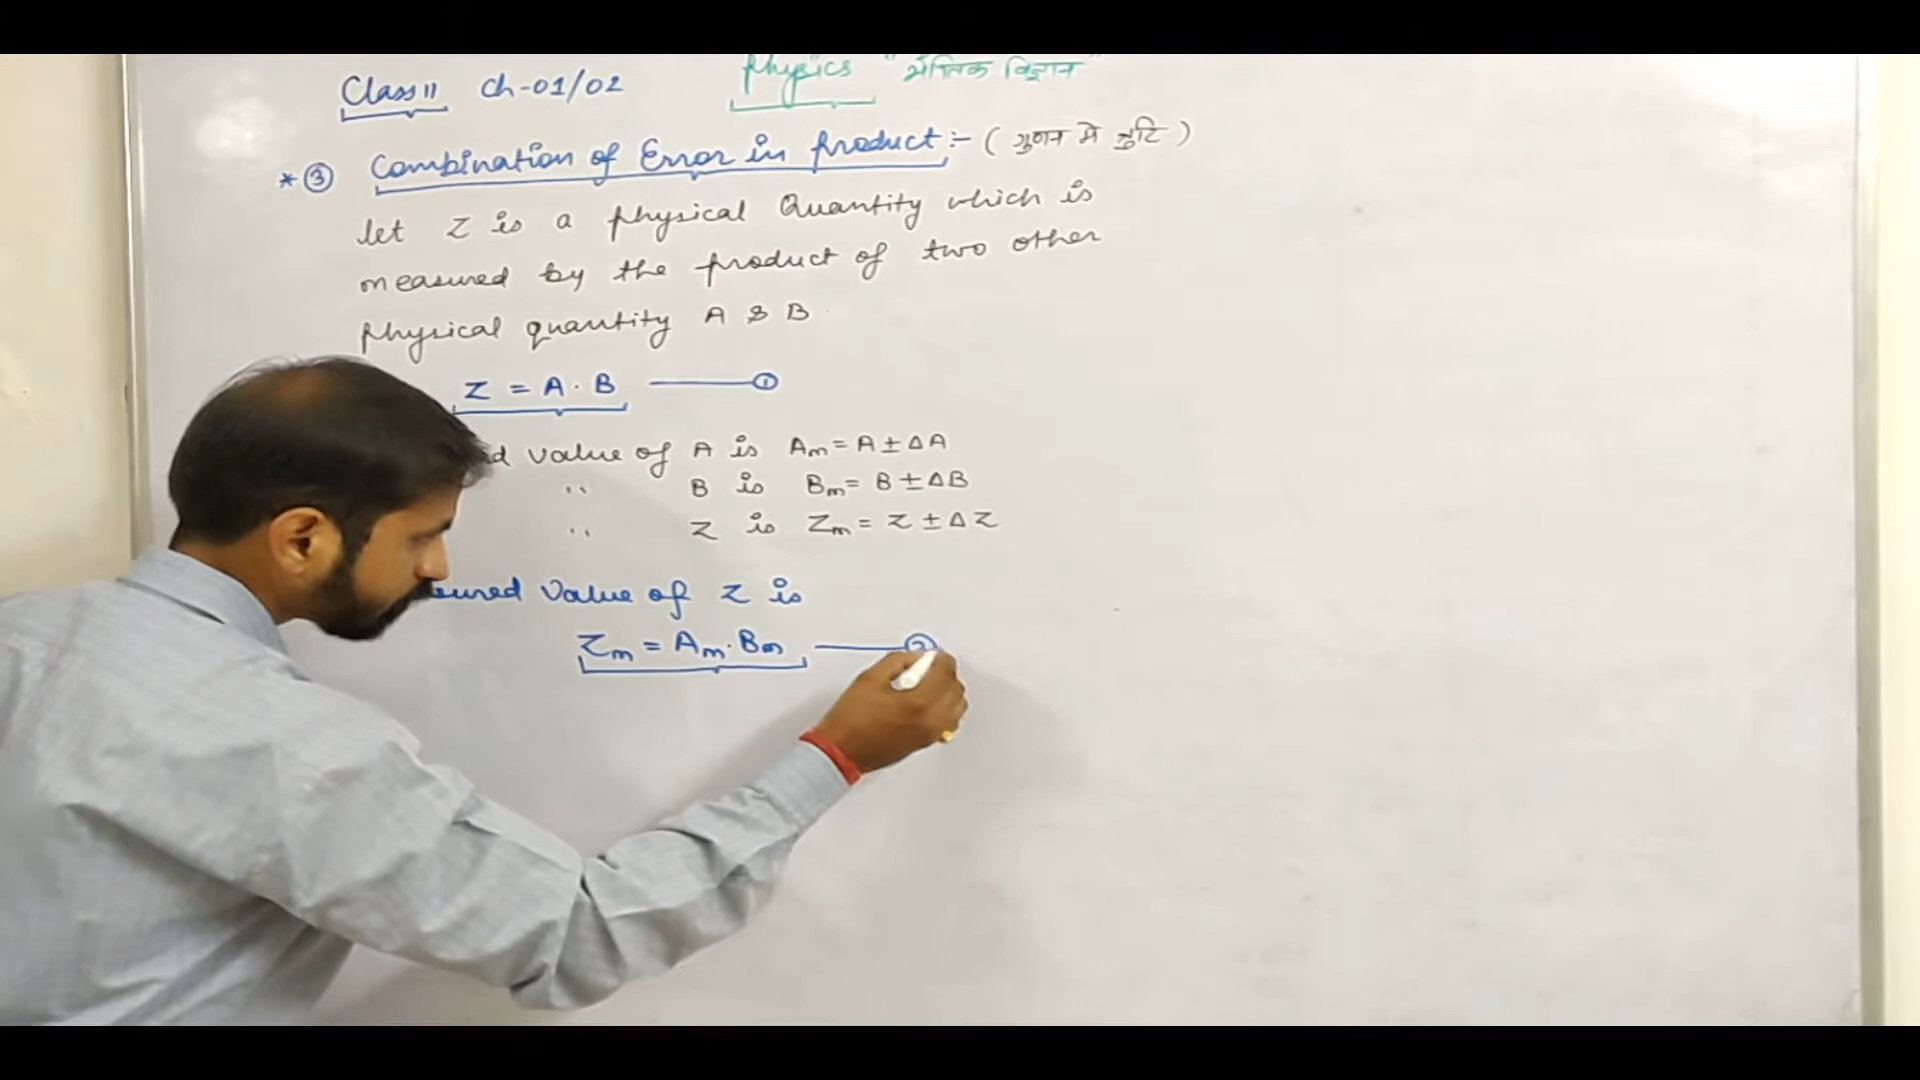 Class 11 Ch-01/02 Physics "भौतिक विज्ञान"
* ③ Combination of Error in product :- ( गुणन मे त्रुटि )
let Z is a physical Quantity which is
measured by the product of two other
physical quantity A & B
Z = A · B ——— ①
value of A is Am = A ± ΔA
" B is Bm = B ± ΔB
" Z is Zm = Z ± ΔZ
Value of Z is
Zm = Am · Bm ——— ②